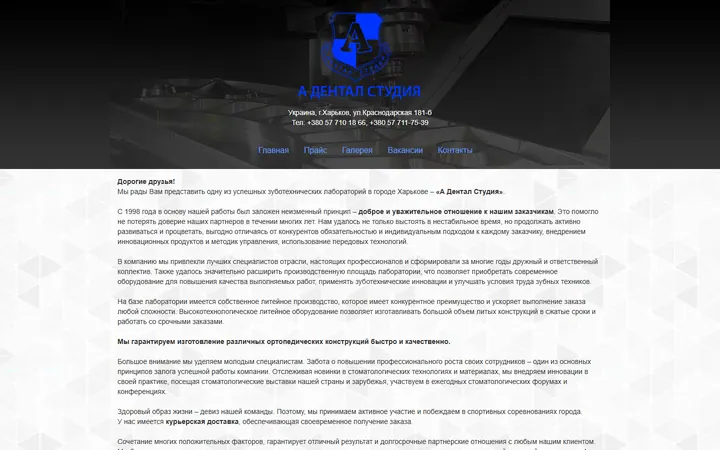 А
А ДЕНТАЛ СТУДИЯ
Украина, г.Харьков, ул.Краснодарская 181-б
Тел: +380 57 710 18 66, +380 57 711-75-39
Главная Прайс Галерея Вакансии Контакты
Дорогие друзья!
Мы рады Вам представить одну из успешных зуботехнических лабораторий в городе Харькове – «А Дентал Студия».
С 1998 года в основу нашей работы был заложен неизменный принцип – доброе и уважительное отношение к нашим заказчикам. Это помогло
не потерять доверие наших партнеров в течении многих лет. Нам удалось не только выстоять в нестабильное время, но продолжать активно
развиваться и процветать, выгодно отличаясь от конкурентов обязательностью и индивидуальным подходом к каждому заказчику, внедрением
инновационных продуктов и методик управления, использование передовых технологий.
В компанию мы привлекли лучших специалистов отрасли, настоящих профессионалов и сформировали за многие годы дружный и ответственный
коллектив. Также удалось значительно расширить производственную площадь лаборатории, что позволяет приобретать современное
оборудование для повышения качества выполняемых работ, применять зуботехнические инновации и улучшать условия труда зубных техников.
На базе лаборатории имеется собственное литейное производство, которое имеет конкурентное преимущество и ускоряет выполнение заказа
любой сложности. Высокотехнологическое литейное оборудование позволяет изготавливать большой объем литых конструкций в сжатые сроки и
работать со срочными заказами.
Мы гарантируем изготовление различных ортопедических конструкций быстро и качественно.
Большое внимание мы уделяем молодым специалистам. Забота о повышении профессионального роста своих сотрудников – один из основных
принципов залога успешной работы компании. Отслеживая новинки в стоматологических технологиях и материалах, мы внедряем инновации в
своей практике, посещая стоматологические выставки нашей страны и зарубежья, участвуем в ежегодных стоматологических форумах и
конференциях.
Здоровый образ жизни – девиз нашей команды. Поэтому, мы принимаем активное участие и побеждаем в спортивных соревнованиях города.
У нас имеется курьерская доставка, обеспечивающая своевременное получение заказа.
Сочетание многих положительных факторов, гарантирует отличный результат и долгосрочные партнерские отношения с любым нашим клиентом.